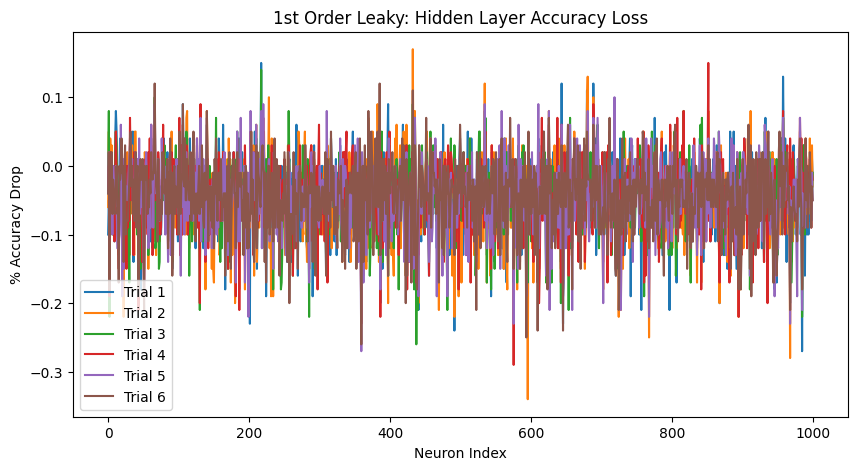 1st Order Leaky: Hidden Layer Accuracy Loss
% Accuracy Drop
0.1
0.0
−0.1
−0.2
−0.3
Trial 1
Trial 2
Trial 3
Trial 4
Trial 5
Trial 6
0 200 400 600 800 1000
Neuron Index